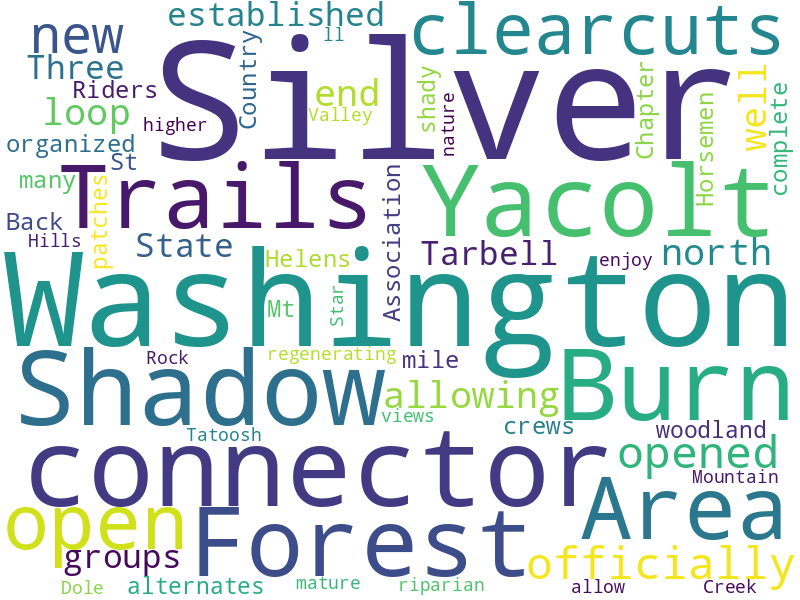 new
established
clearcuts
Three
Riders
loop
higher
Country
Silver
ll
end
Valley
shady
nature
Chapter
Horsemen
well
complete
organized
St
many
Trails
patches
Yacolt
Back
Hills
State
Helens
Association
Tarbell
north
enjoy
Washington
Mt
Star
Rock
regenerating
mile
Shadow
allowing
views
Burn
Tatoosh
crews
woodland
connector
opened
Mountain
open
Forest
Area
groups
officially
Dole
alternates
mature
riparian
allow
Creek